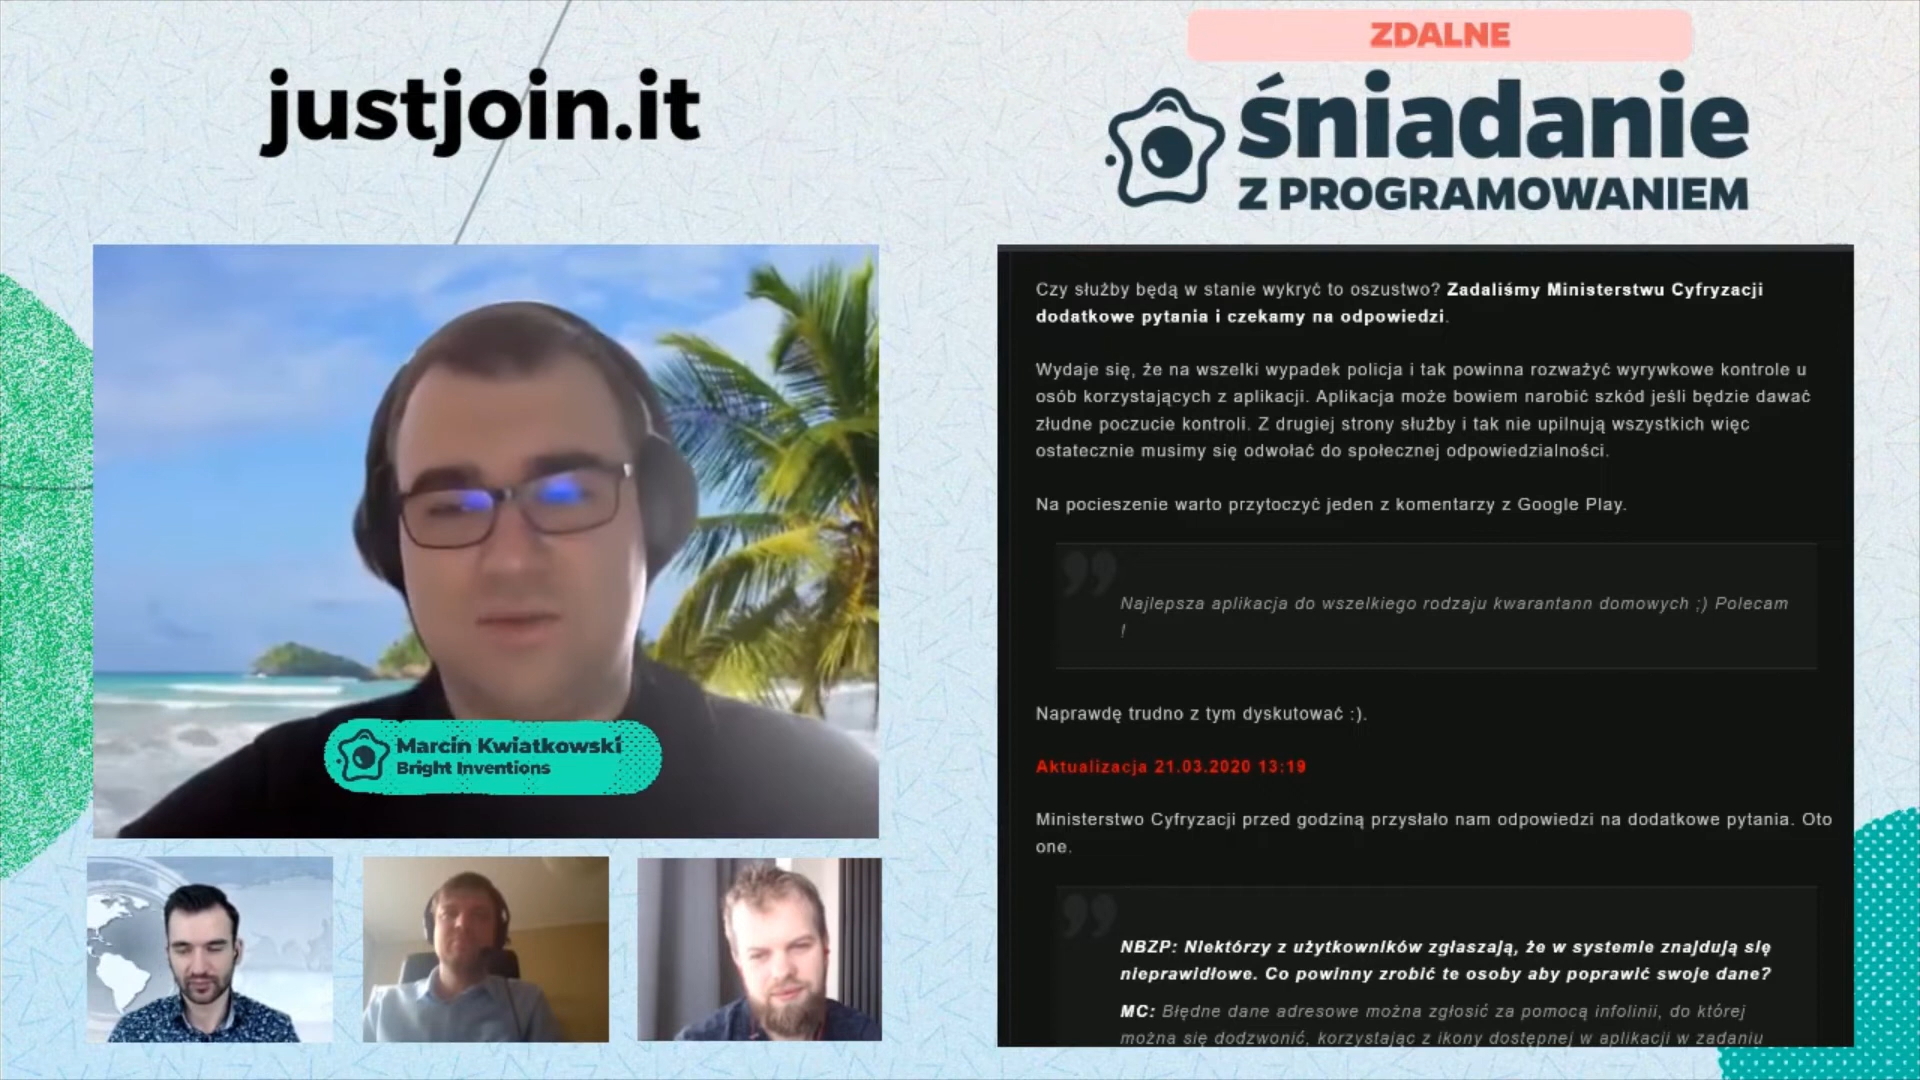 justjoin.it
ZDALNE
śniadanie
Z PROGRAMOWANIEM
Marcin Kwiatkowski
Bright Inventions
Czy służby będą w stanie wykryć to oszustwo? Zadaliśmy Ministerstwu Cyfryzacji
dodatkowe pytania i czekamy na odpowiedzi.
Wydaje się, że na wszelki wypadek policja i tak powinna rozważyć wyrywkowe kontrole u
osób korzystających z aplikacji. Aplikacja może bowiem narobić szkód jeśli będzie dawać
złudne poczucie kontroli. Z drugiej strony służby i tak nie upilnują wszystkich więc
ostatecznie musimy się odwołać do społecznej odpowiedzialności.
Na pocieszenie warto przytoczyć jeden z komentarzy z Google Play.
Najlepsza aplikacja do wszelkiego rodzaju kwarantann domowych ;) Polecam
!
Naprawdę trudno z tym dyskutować :).
Aktualizacja 21.03.2020 13:19
Ministerstwo Cyfryzacji przed godziną przysłało nam odpowiedzi na dodatkowe pytania. Oto
one.
NBZP: Niektórzy z użytkowników zgłaszają, że w systemie znajdują się
nieprawidłowe. Co powinny zrobić te osoby aby poprawić swoje dane?
MC: Błędne dane adresowe można zgłosić za pomocą infolinii, do której
można się dodzwonić, korzystając z ikony dostępnej w aplikacji w zadaniu